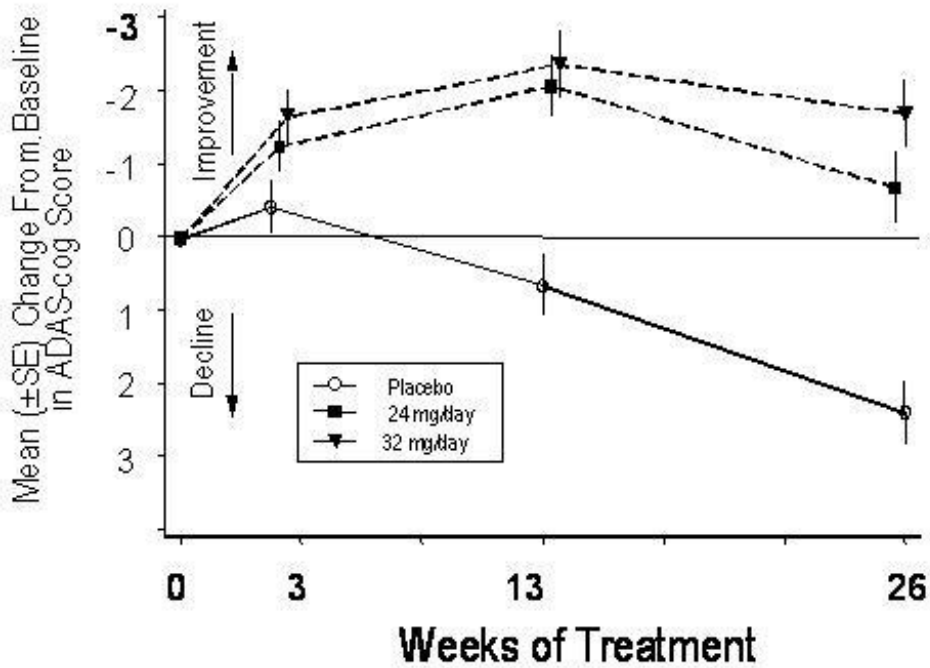 Mean (±SE) Change From Baseline
in ADAS-cog Score
-3
-2
-1
0
1
2
3
Improvement
Decline
Placebo
24 mg/day
32 mg/day
0 3 13 26
Weeks of Treatment